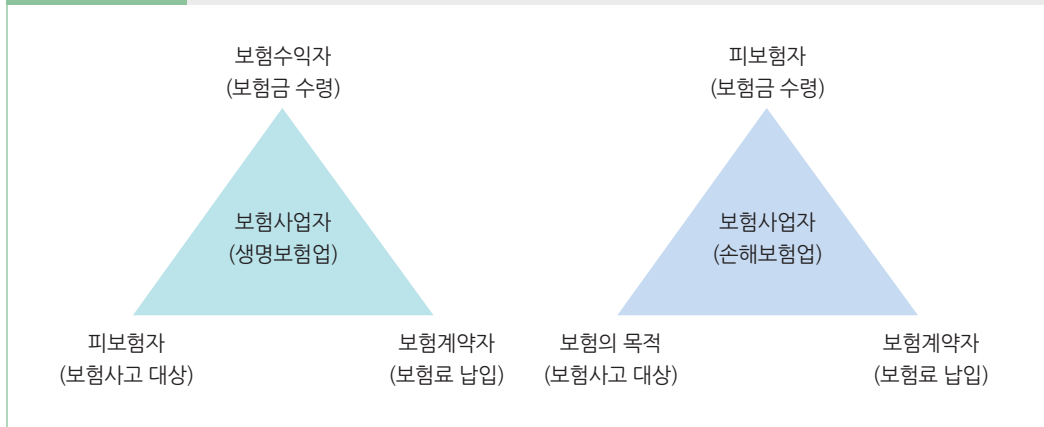 보험수익자
(보험금 수령)
보험사업자
(생명보험업)
피보험자
(보험사고 대상)
보험계약자
(보험료 납입)
피보험자
(보험금 수령)
보험사업자
(손해보험업)
보험의 목적
(보험사고 대상)
보험계약자
(보험료 납입)